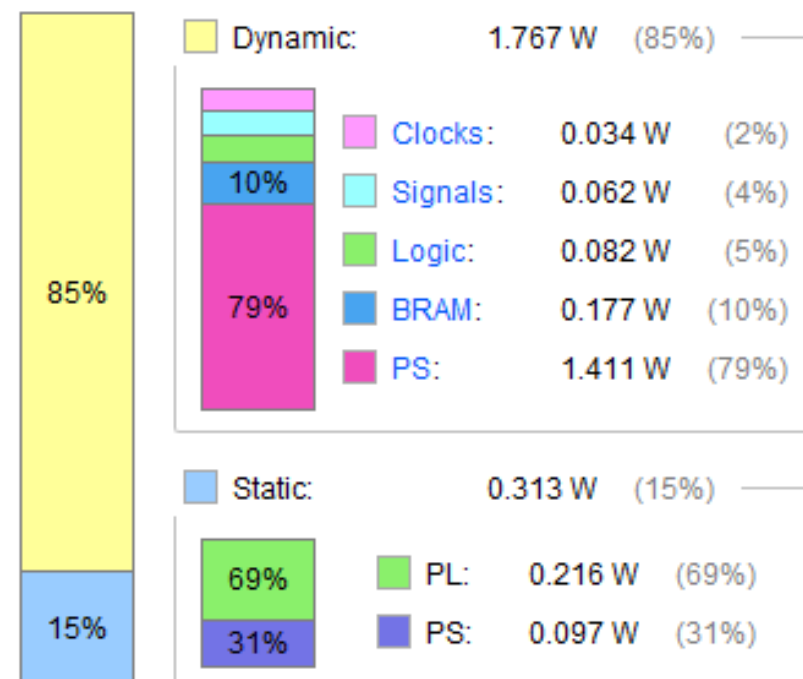 Dynamic: 1.767 W (85%)
Clocks: 0.034 W (2%)
10% Signals: 0.062 W (4%)
Logic: 0.082 W (5%)
85% 79% BRAM: 0.177 W (10%)
PS: 1.411 W (79%)
Static: 0.313 W (15%)
69% PL: 0.216 W (69%)
15% 31% PS: 0.097 W (31%)